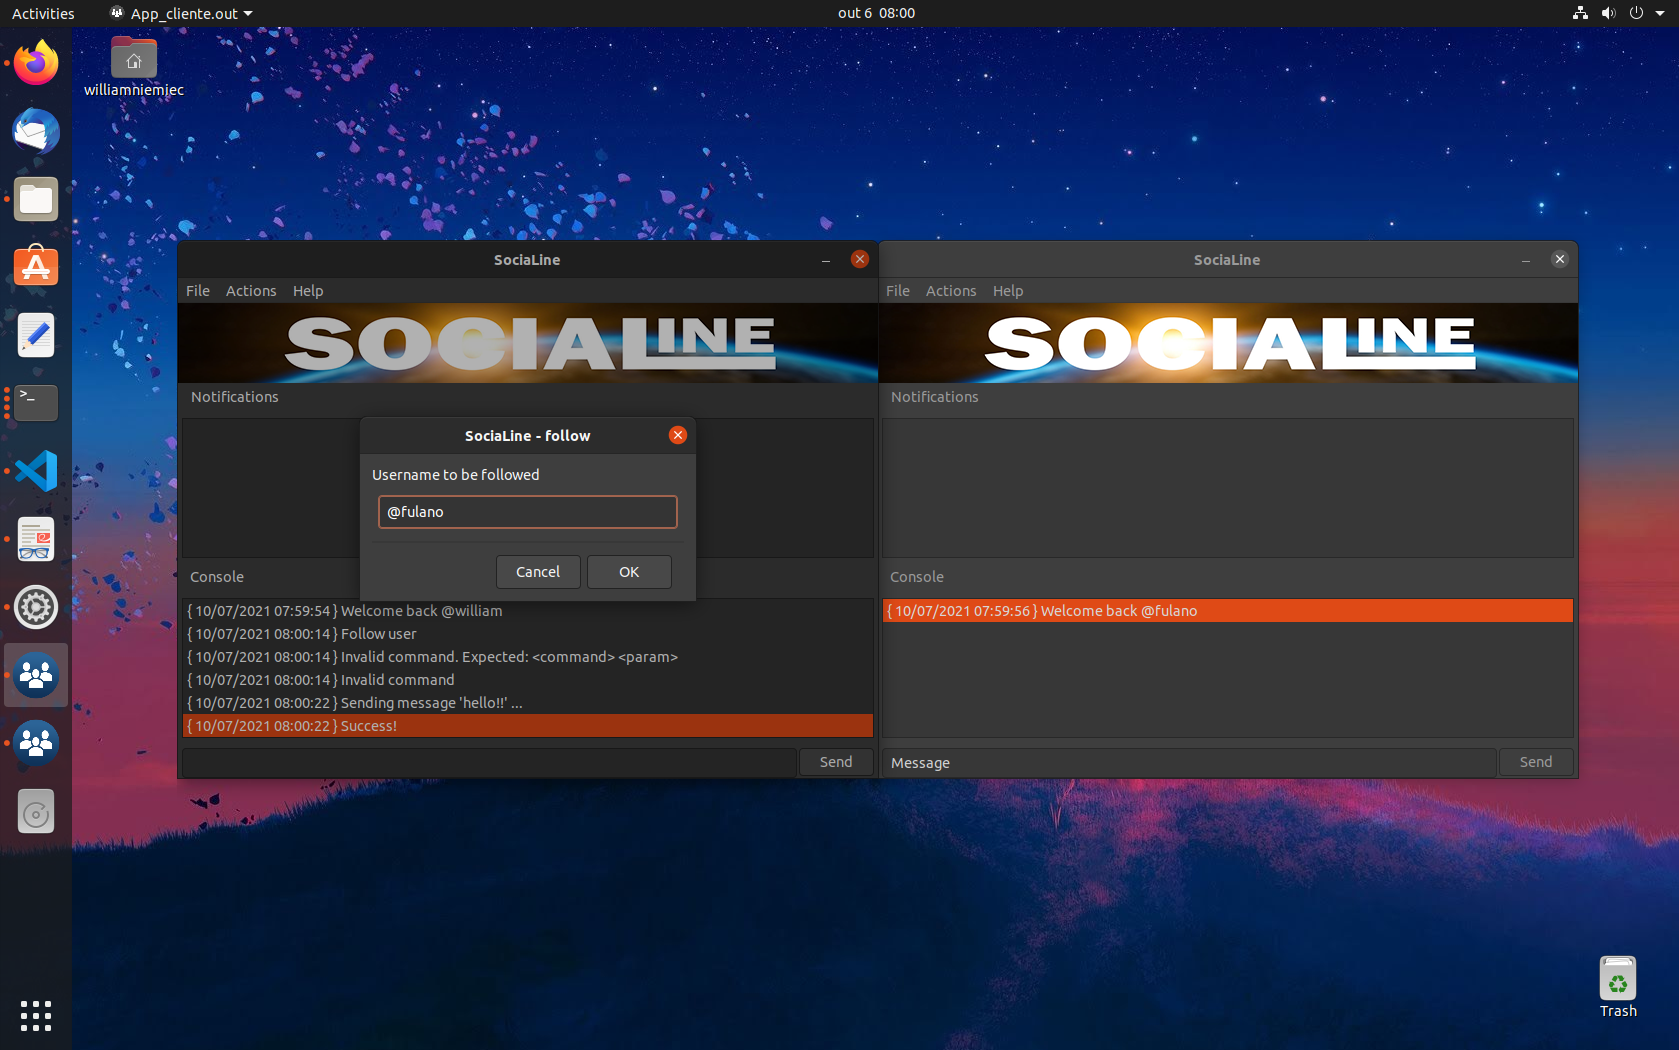 Activities
App_cliente.out
out 6 08:00
williamniemiec
SociaLine
File Actions Help
SOCIALINE
Notifications
SociaLine - follow
Username to be followed
@fulano
Cancel
OK
Console
{ 10/07/2021 07:59:54 } Welcome back @william
{ 10/07/2021 08:00:14 } Follow user
{ 10/07/2021 08:00:14 } Invalid command. Expected: <command> <param>
{ 10/07/2021 08:00:14 } Invalid command
{ 10/07/2021 08:00:22 } Sending message 'hello!!' ...
{ 10/07/2021 08:00:22 } Success!
Send
SociaLine
File Actions Help
SOCIALINE
Notifications
Console
{ 10/07/2021 07:59:56 } Welcome back @fulano
Message
Send
Trash